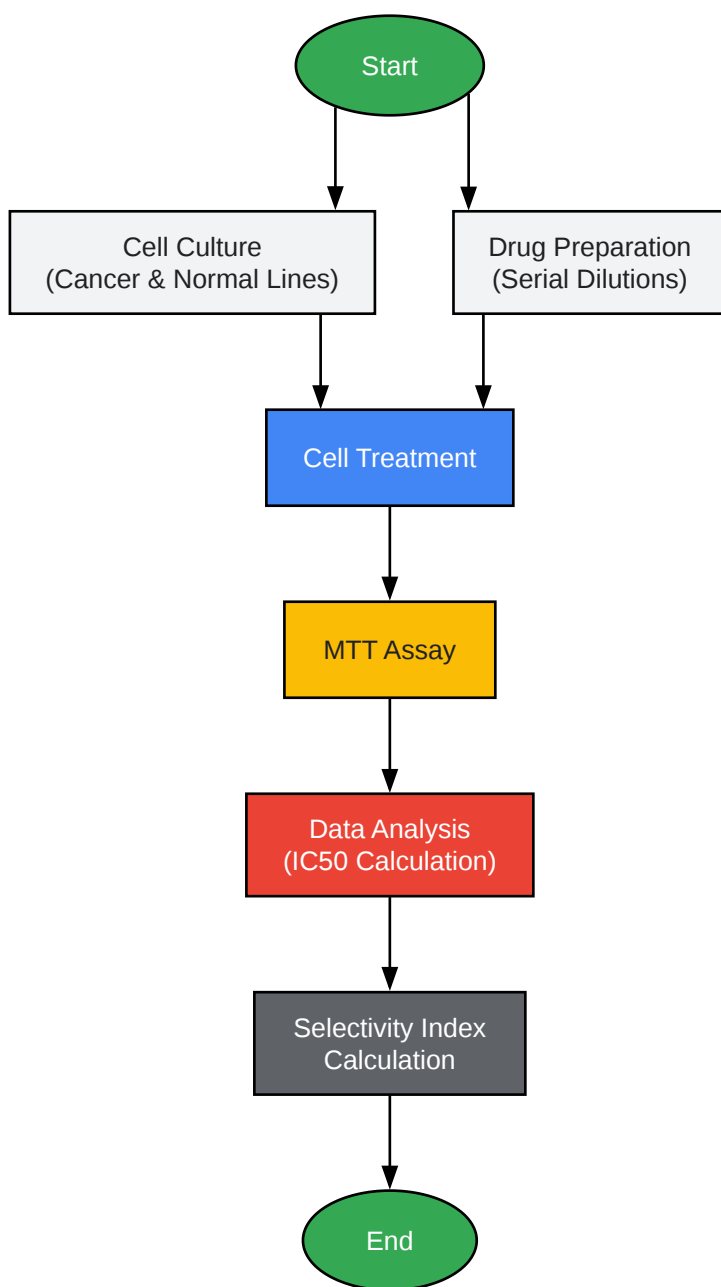 Start
Cell Culture
(Cancer & Normal Lines)
Drug Preparation
(Serial Dilutions)
Cell Treatment
MTT Assay
Data Analysis
(IC50 Calculation)
Selectivity Index
Calculation
End